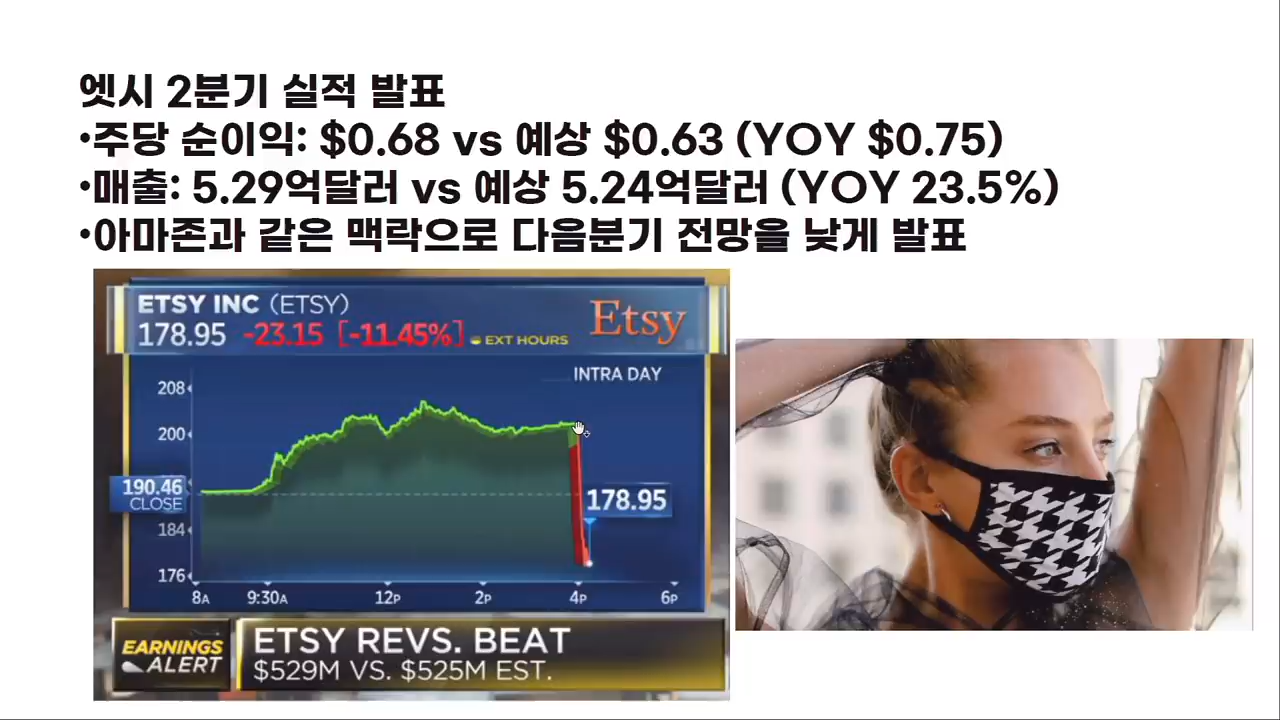 엣시 2분기 실적 발표
•주당 순이익: $0.68 vs 예상 $0.63 (YOY $0.75)
•매출: 5.29억달러 vs 예상 5.24억달러 (YOY 23.5%)
•아마존과 같은 맥락으로 다음분기 전망을 낮게 발표
ETSY INC (ETSY)
178.95 -23.15 [-11.45%] EXT HOURS
Etsy
INTRA DAY
208
200
190.46
CLOSE
184
176
178.95
8A 9:30A 12P 2P 4P 6P
EARNINGS
ALERT
ETSY REVS. BEAT
$529M VS. $525M EST.